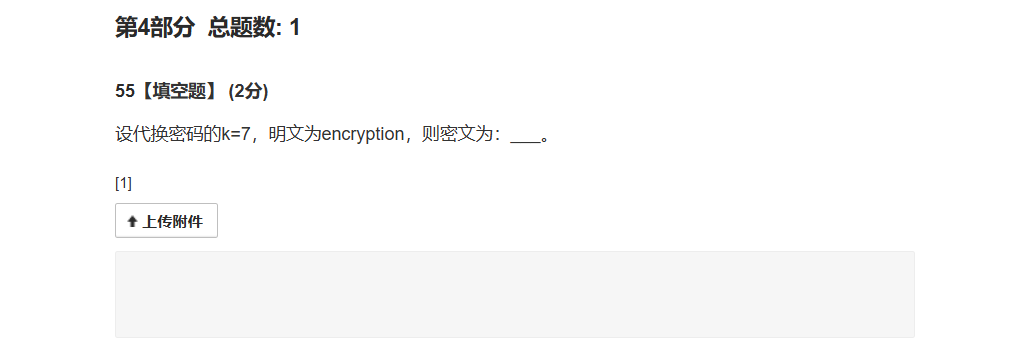 第4部分 总题数: 1
55【填空题】 (2分)
设代换密码的k=7，明文为encryption，则密文为：___。
[1]
上传附件